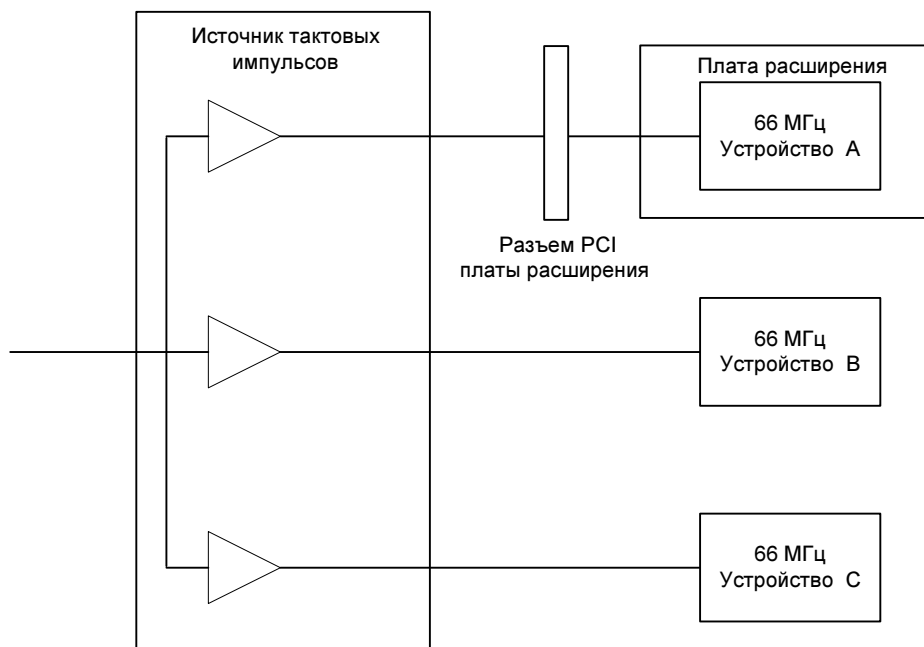 Источник тактовых
импульсов
Плата расширения
66 МГц
Устройство А
Разъем PCI
платы расширения
66 МГц
Устройство В
66 МГц
Устройство С